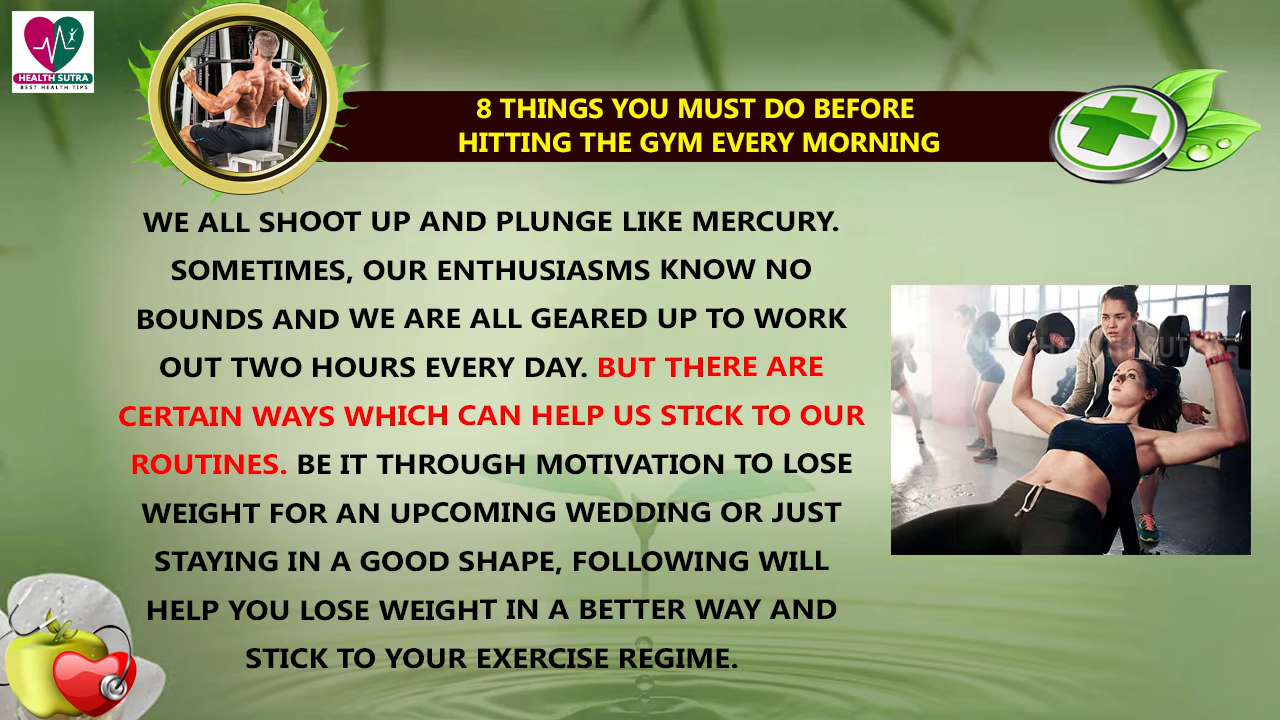 HEALTH SUTRA
BEST HEALTH TIPS
8 THINGS YOU MUST DO BEFORE
HITTING THE GYM EVERY MORNING
WE ALL SHOOT UP AND PLUNGE LIKE MERCURY.
SOMETIMES, OUR ENTHUSIASMS KNOW NO
BOUNDS AND WE ARE ALL GEARED UP TO WORK
OUT TWO HOURS EVERY DAY. BUT THERE ARE
CERTAIN WAYS WHICH CAN HELP US STICK TO OUR
ROUTINES. BE IT THROUGH MOTIVATION TO LOSE
WEIGHT FOR AN UPCOMING WEDDING OR JUST
STAYING IN A GOOD SHAPE, FOLLOWING WILL
HELP YOU LOSE WEIGHT IN A BETTER WAY AND
STICK TO YOUR EXERCISE REGIME.